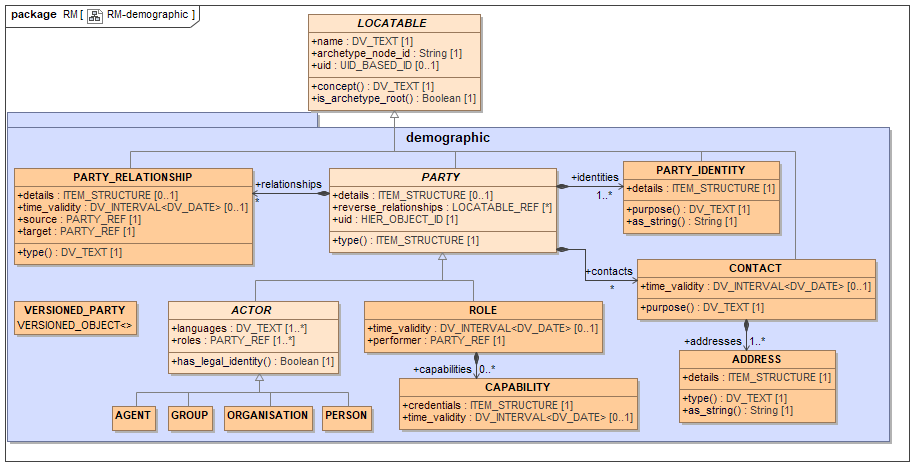 package RM [ RM-demographic ]
LOCATABLE
+name : DV_TEXT [1]
+archetype_node_id : String [1]
+uid : UID_BASED_ID [0..1]
+concept() : DV_TEXT [1]
+is_archetype_root() : Boolean [1]
demographic
PARTY_RELATIONSHIP
+details : ITEM_STRUCTURE [0..1]
+time_validity : DV_INTERVAL<DV_DATE> [0..1]
+source : PARTY_REF [1]
+target : PARTY_REF [1]
+type() : DV_TEXT [1]
+relationships
*
PARTY
+details : ITEM_STRUCTURE [0..1]
+reverse_relationships : LOCATABLE_REF [*]
+uid : HIER_OBJECT_ID [1]
+type() : ITEM_STRUCTURE [1]
+identities
1..*
PARTY_IDENTITY
+details : ITEM_STRUCTURE [1]
+purpose() : DV_TEXT [1]
+as_string() : String [1]
+contacts
*
CONTACT
+time_validity : DV_INTERVAL<DV_DATE> [0..1]
+purpose() : DV_TEXT [1]
VERSIONED_PARTY
VERSIONED_OBJECT<>
ACTOR
+languages : DV_TEXT [1..*]
+roles : PARTY_REF [1..*]
+has_legal_identity() : Boolean [1]
ROLE
+time_validity : DV_INTERVAL<DV_DATE> [0..1]
+performer : PARTY_REF [1]
+addresses 1..*
ADDRESS
+details : ITEM_STRUCTURE [1]
+type() : DV_TEXT [1]
+as_string() : String [1]
+capabilities 0..*
CAPABILITY
+credentials : ITEM_STRUCTURE [1]
+time_validity : DV_INTERVAL<DV_DATE> [0..1]
AGENT
GROUP
ORGANISATION
PERSON